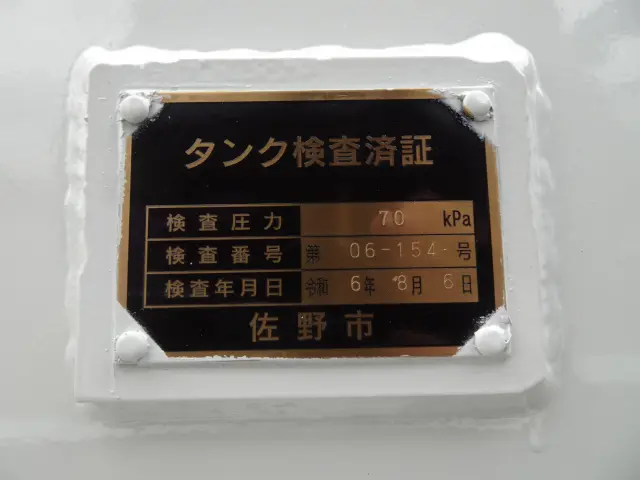 タンク検査済証
検査圧力 70 kPa
検査番号 第 06-154 号
検査年月日 令和 6年 8月 6日
佐野市